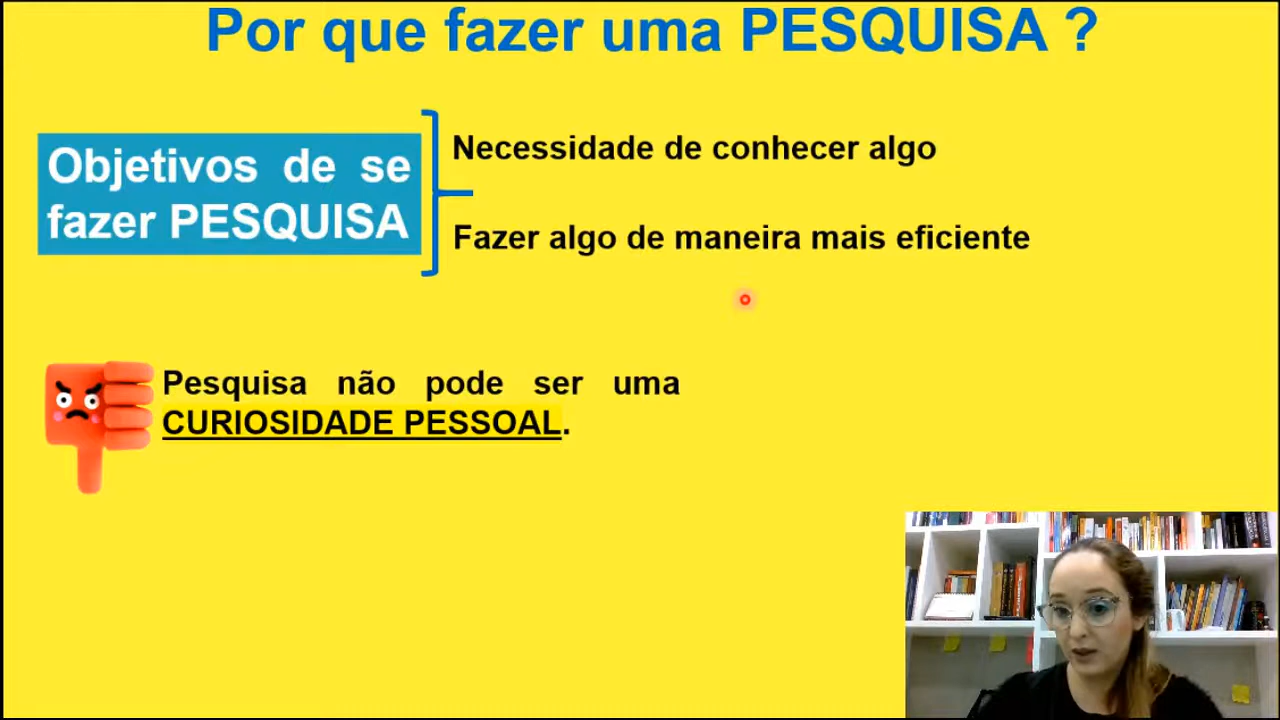 Por que fazer uma PESQUISA ?
Objetivos de se
fazer PESQUISA
Necessidade de conhecer algo
Fazer algo de maneira mais eficiente
Pesquisa não pode ser uma
CURIOSIDADE PESSOAL.